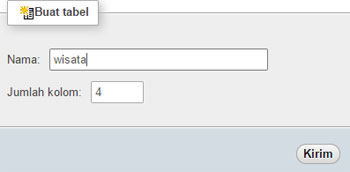 Buat tabel
Nama: wisata
Jumlah kolom: 4
Kirim